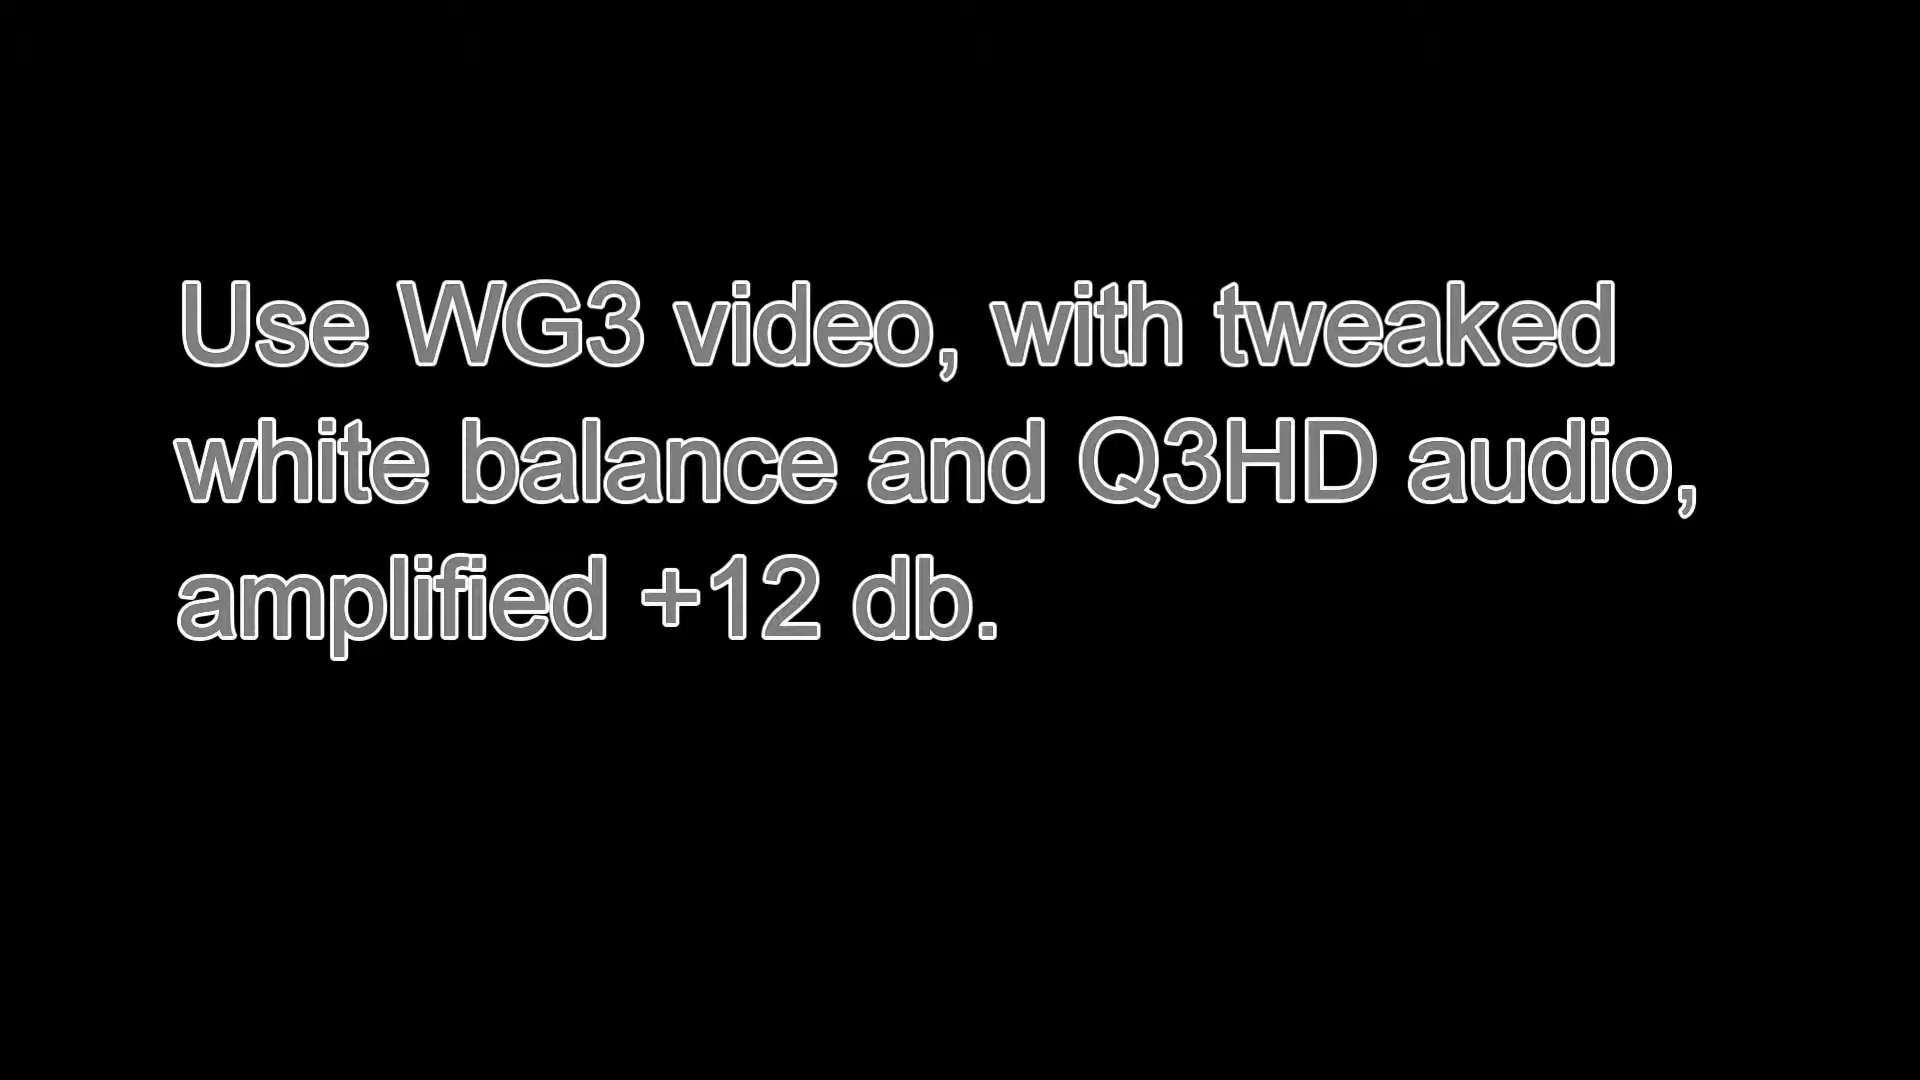 Use WG3 video, with tweaked
white balance and Q3HD audio,
amplified +12 db.